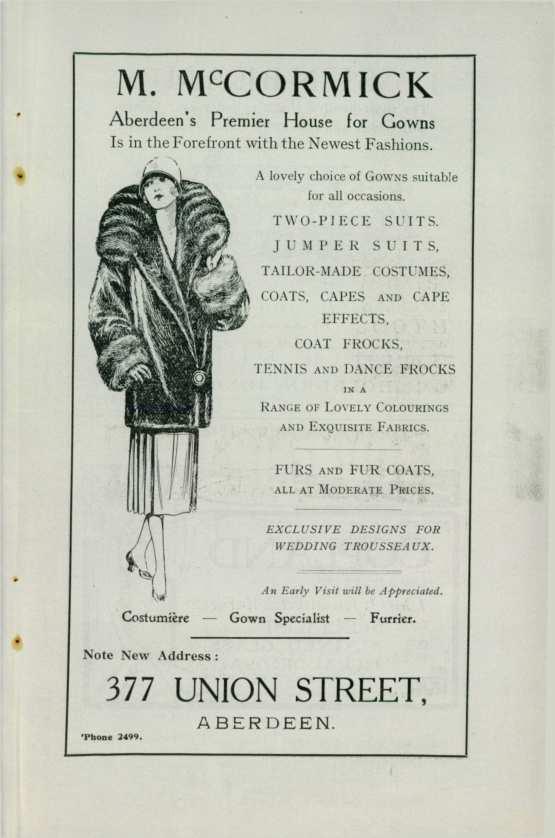 M. McCORMICK
Aberdeen's Premier House for Gowns
Is in the Forefront with the Newest Fashions.
A lovely choice of GOWNS suitable
for all occasions.
TWO-PIECE SUITS.
JUMPER SUITS,
TAILOR-MADE COSTUMES,
COATS, CAPES AND CAPE
EFFECTS,
COAT FROCKS,
TENNIS AND DANCE FROCKS
IN A
RANGE OF LOVELY COLOURINGS
AND EXQUISITE FABRICS.
FURS AND FUR COATS,
ALL AT MODERATE PRICES.
EXCLUSIVE DESIGNS FOR
WEDDING TROUSSEAUX.
An Early Visit will be Appreciated.
Costumière — Gown Specialist — Furrier.
Note New Address :
377 UNION STREET,
ABERDEEN.
'Phone 2499.